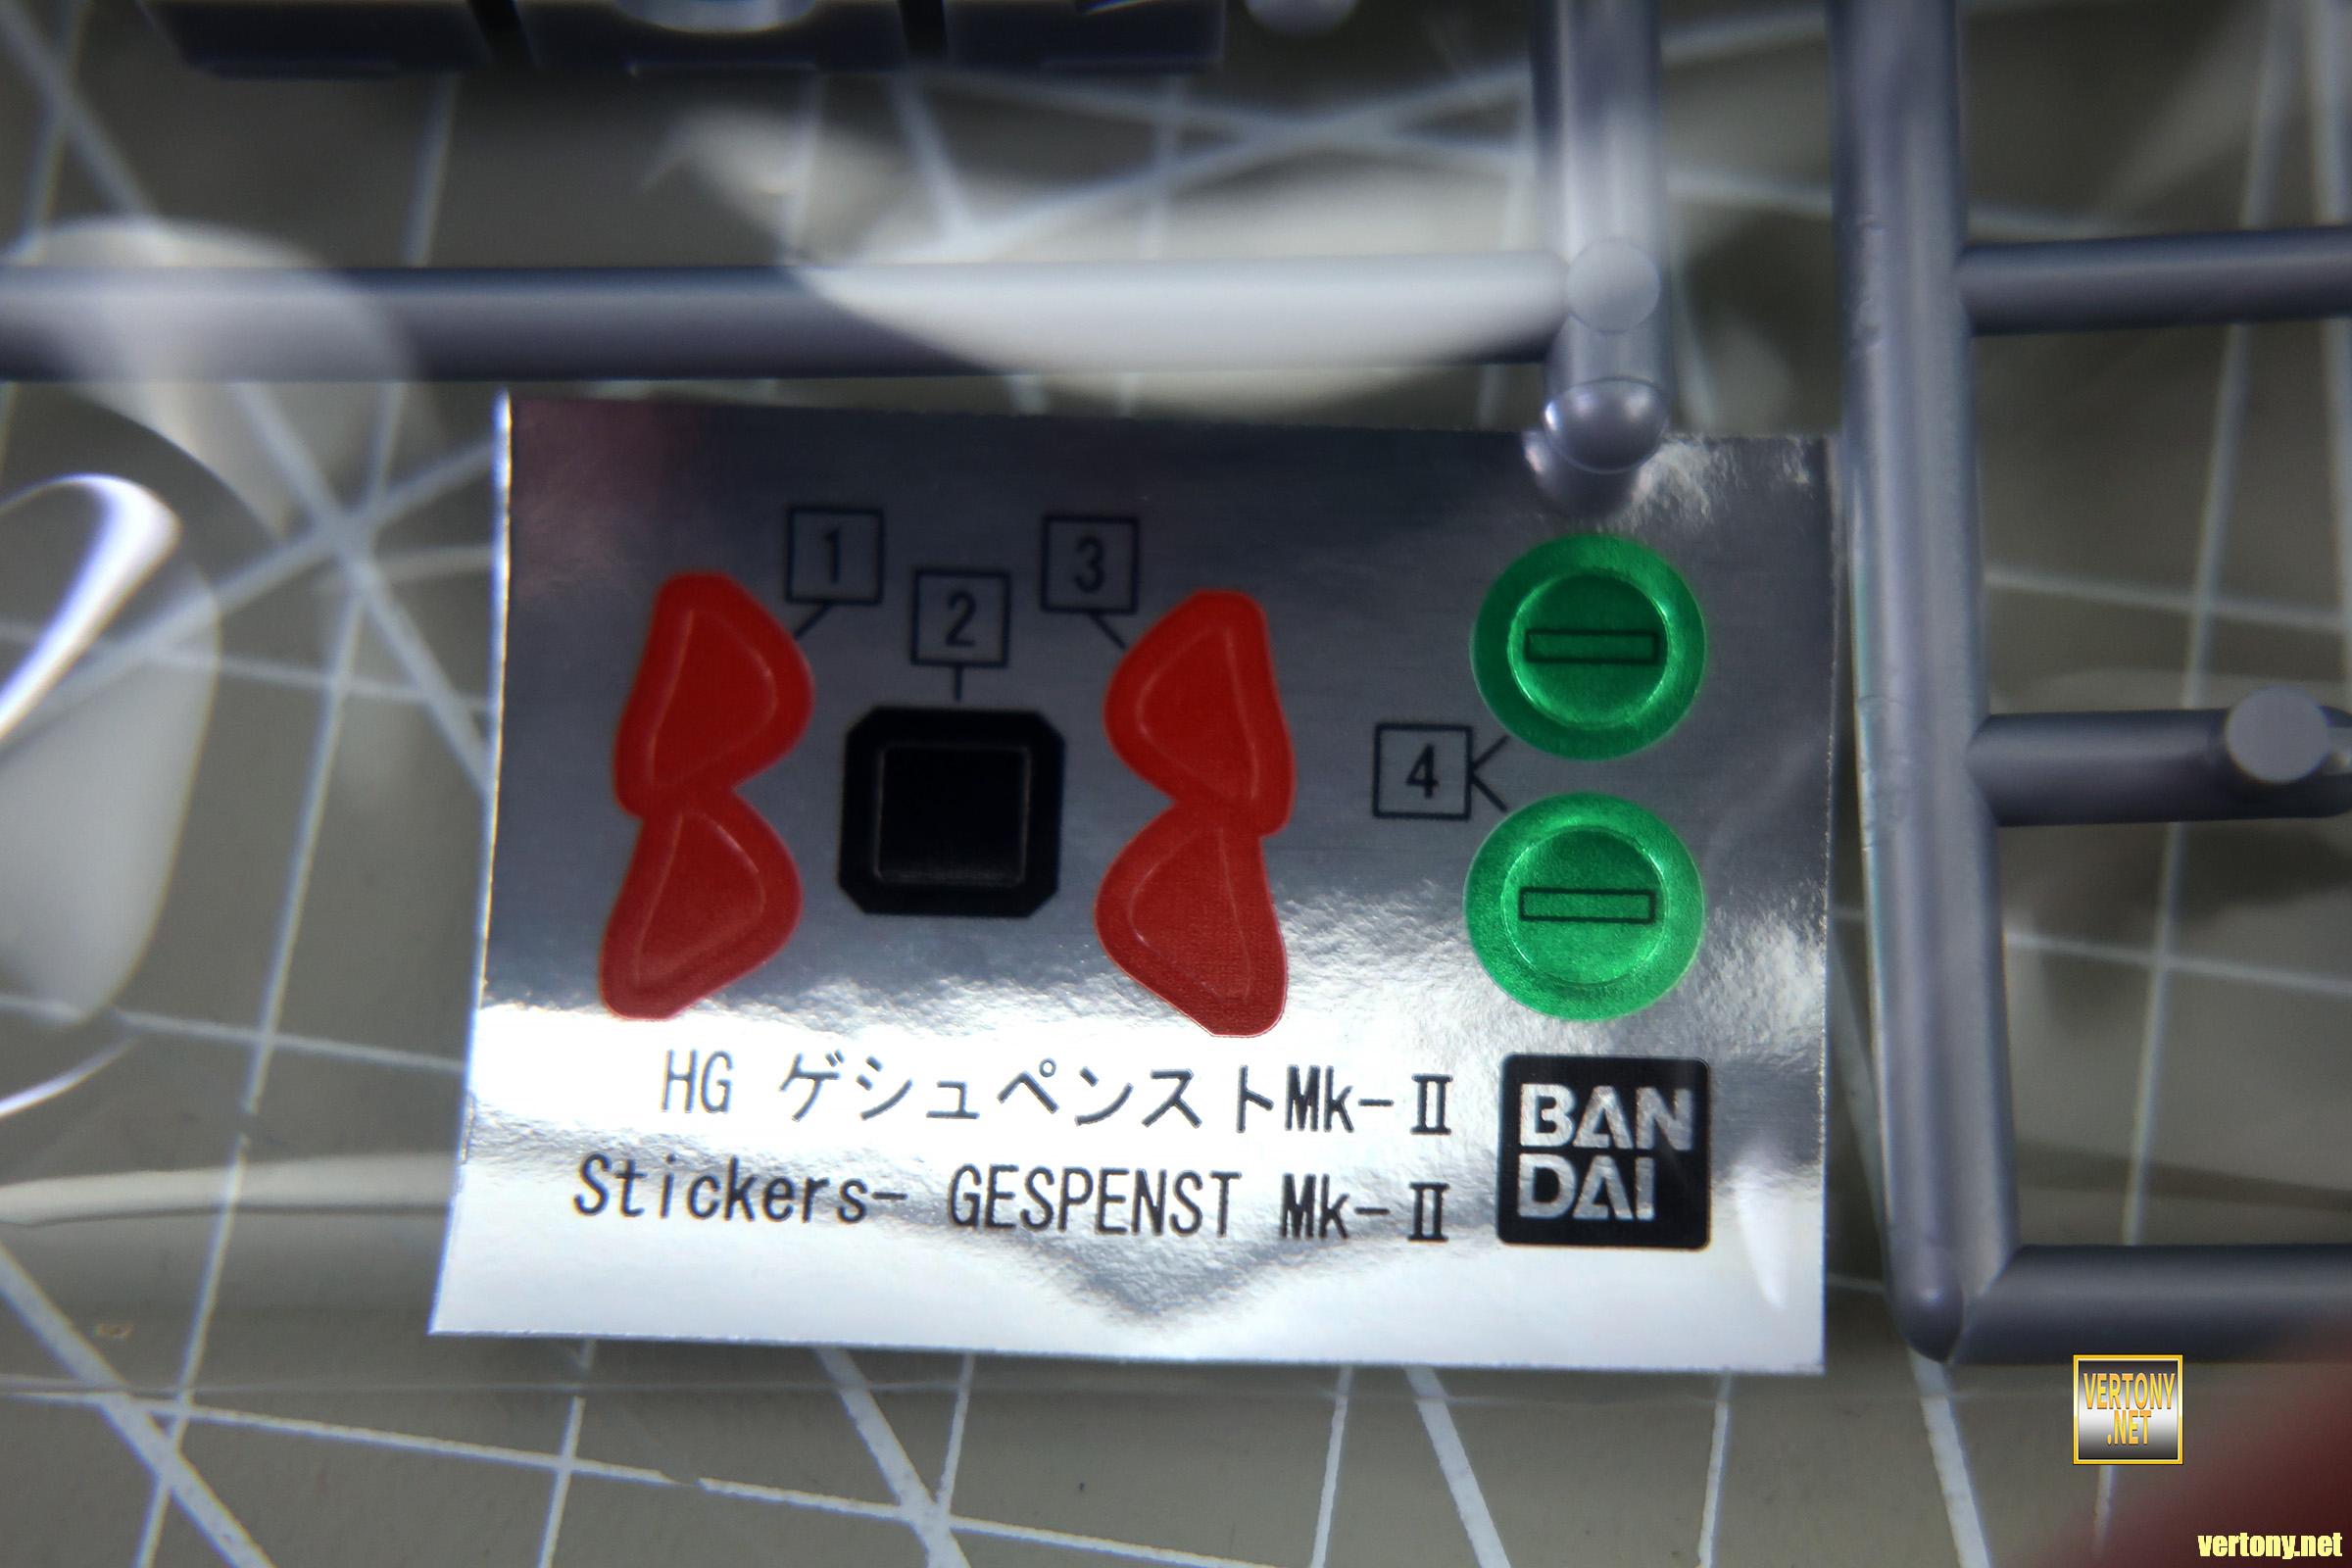 1
2
3
4
HG ゲシュペンストMk-Ⅱ
Stickers- GESPENST Mk-Ⅱ
BAN
DAI
VERTONY
.NET
vertony.net